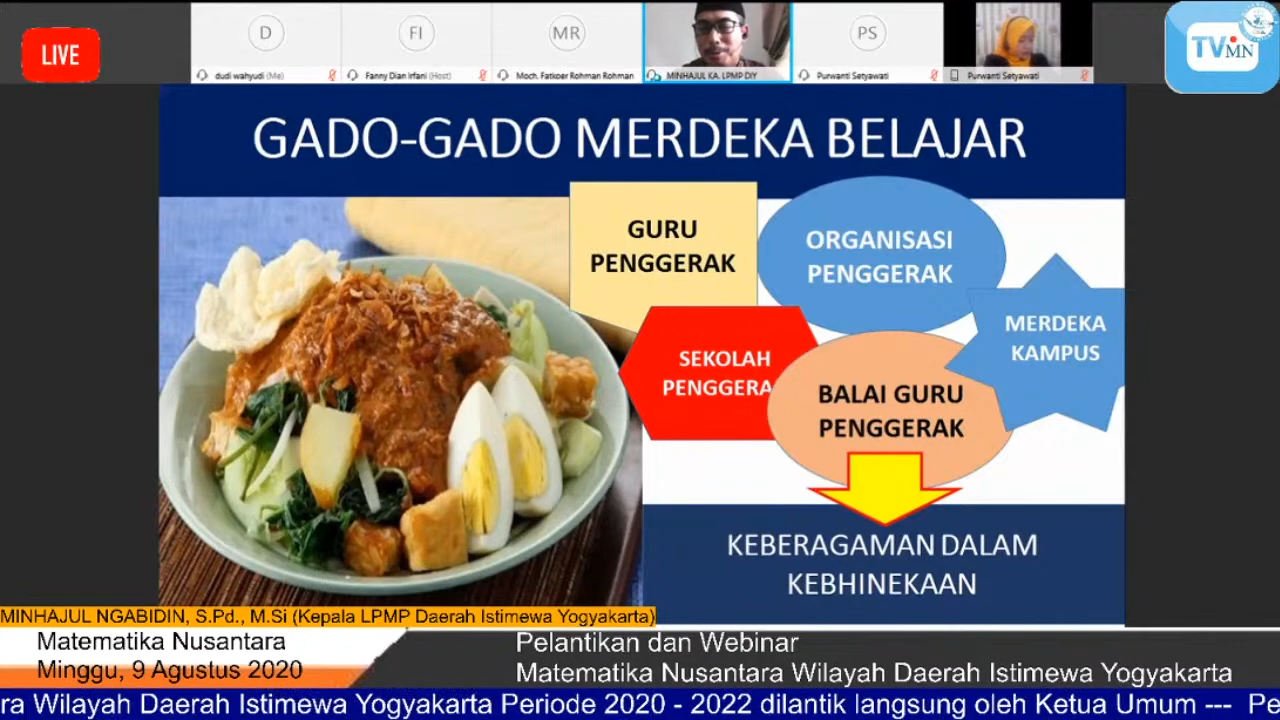 LIVE
D
FI
MR
PS
dudi wahyudi (Me)
Fanny Dian Irfani (Host)
Moch. Fatkoer Rohman Rohman
MINHAJUL KA. LPMP DIY
Purwanti Setyawati
Purwanti Setyawati
TVMN
GADO-GADO MERDEKA BELAJAR
GURU
PENGGERAK
ORGANISASI
PENGGERAK
MERDEKA
KAMPUS
SEKOLAH
PENGGERA
BALAI GURU
PENGGERAK
KEBERAGAMAN DALAM
KEBHINEKAAN
MINHAJUL NGABIDIN, S.Pd., M.Si (Kepala LPMP Daerah Istimewa Yogyakarta)
Matematika Nusantara
Minggu, 9 Agustus 2020
Pelantikan dan Webinar
Matematika Nusantara Wilayah Daerah Istimewa Yogyakarta
ra Wilayah Daerah Istimewa Yogyakarta Periode 2020 - 2022 dilantik langsung oleh Ketua Umum --- Pe